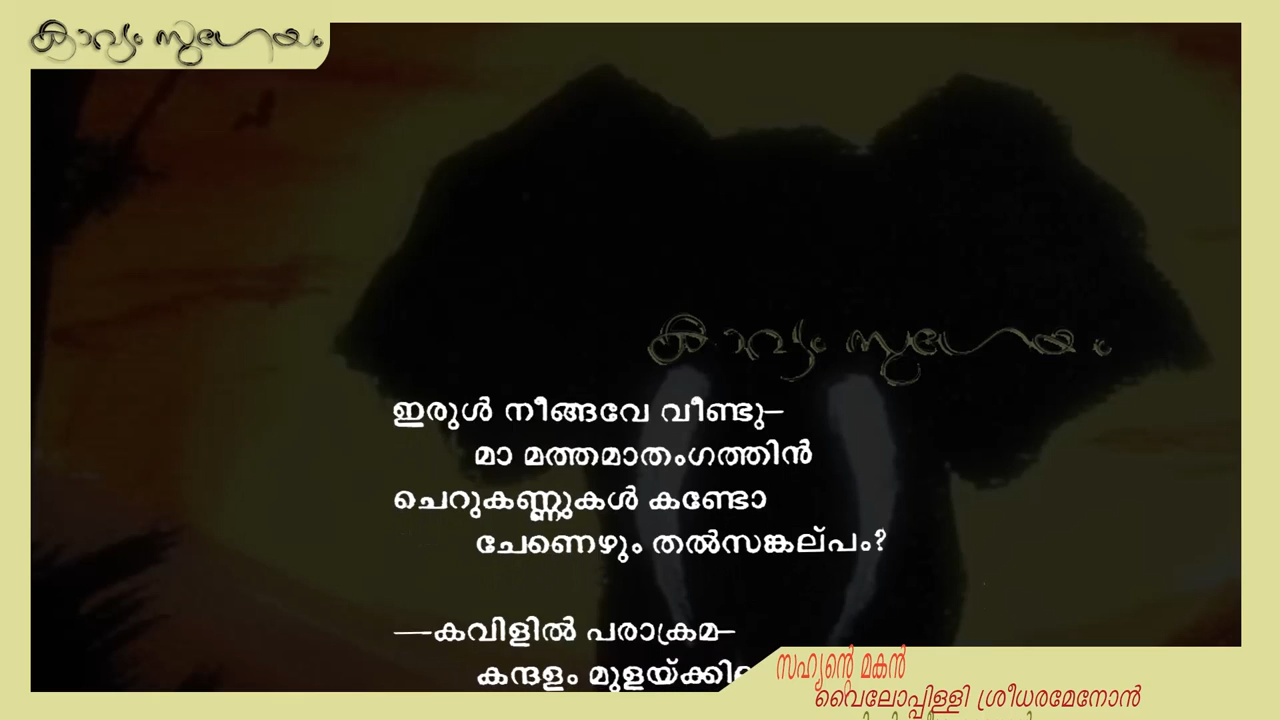 കാവ്യം സുഗേയം
കാവ്യം സുഗേയം
ഇരുൾ നീങ്ങവേ വീണ്ടു—
മാ മത്തമാതംഗത്തിൻ
ചെറുകണ്ണുകൾ കണ്ടോ
ചേണെഴും തൽസങ്കല്പം?
—കവിളിൽ പരാക്രമ—
കന്ദളം
സഹ്യന്റെ മകൻ
വൈലോപ്പിള്ളി ശ്രീധരമേനോൻ